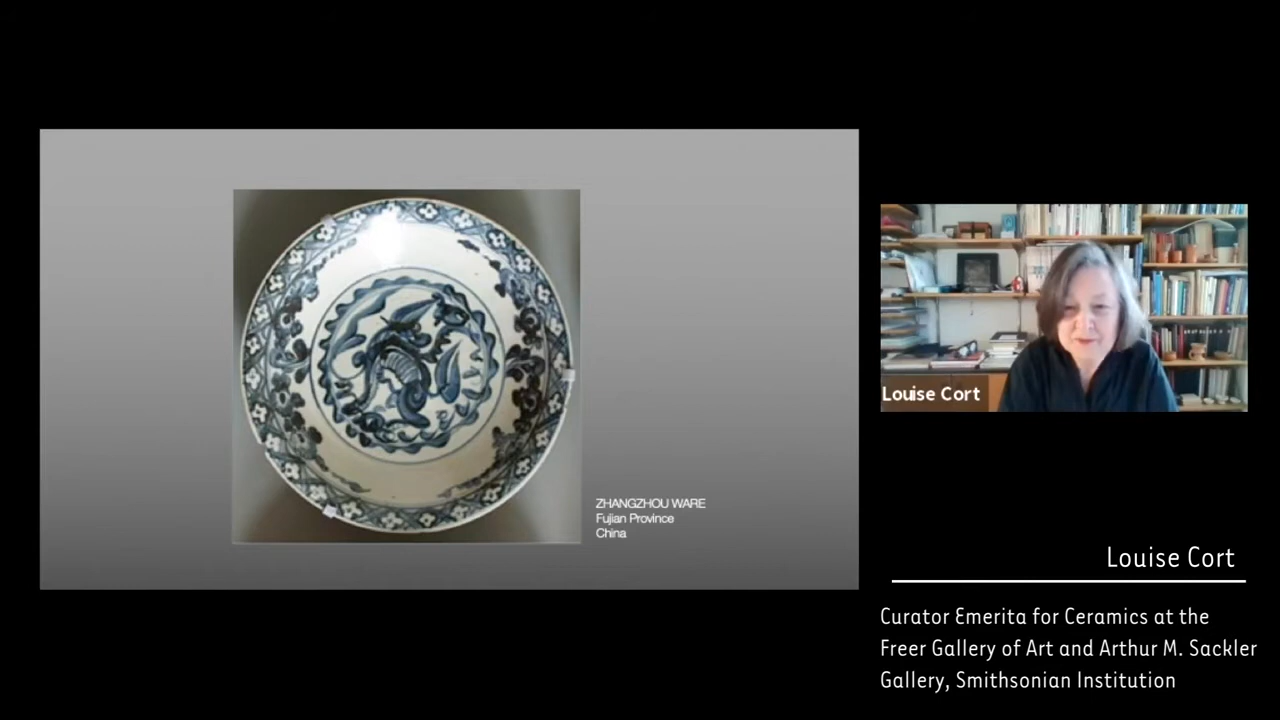 ZHANGZHOU WARE
Fujian Province
China
Louise Cort
Louise Cort
Curator Emerita for Ceramics at the
Freer Gallery of Art and Arthur M. Sackler
Gallery, Smithsonian Institution